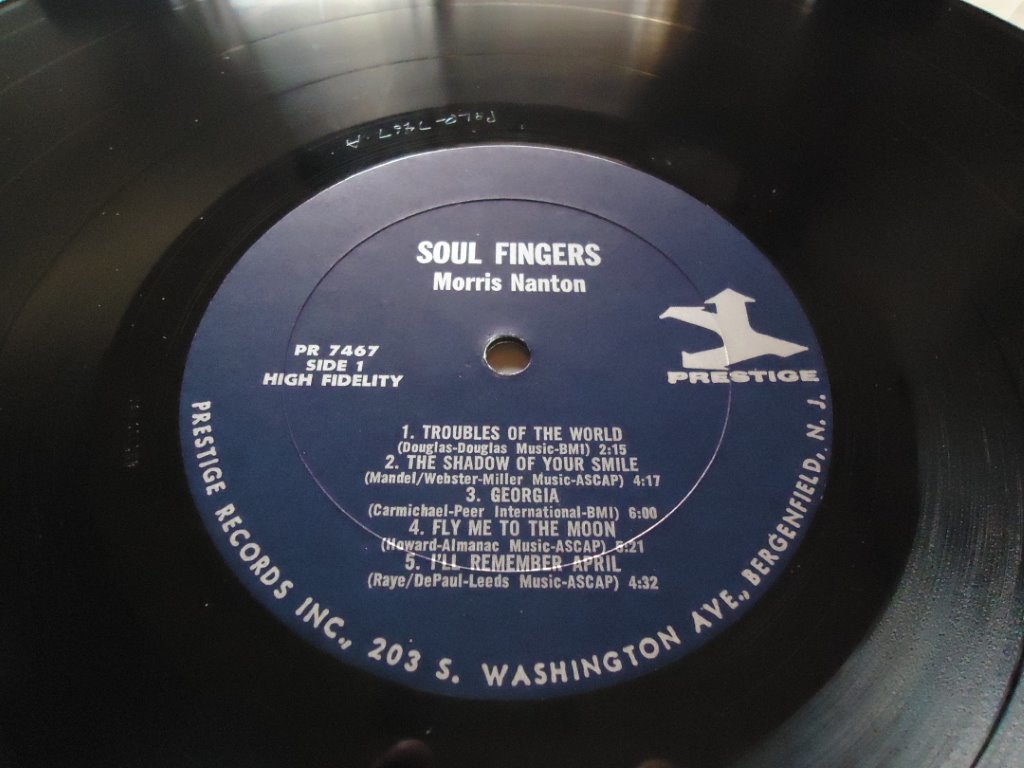 SOUL FINGERS
Morris Nanton
PR 7467
SIDE 1
HIGH FIDELITY
PRESTIGE
1. TROUBLES OF THE WORLD
(Douglas-Douglas Music-BMI) 2:15
2. THE SHADOW OF YOUR SMILE
(Mandel/Webster-Miller Music-ASCAP) 4:17
3. GEORGIA
(Carmichael-Peer International-BMI) 6:00
4. FLY ME TO THE MOON
(Howard-Almanac Music-ASCAP) 5:21
5. I'LL REMEMBER APRIL
(Raye/DePaul-Leeds Music-ASCAP) 4:32
PRESTIGE RECORDS INC., 203 S. WASHINGTON AVE., BERGENFIELD, N. J.